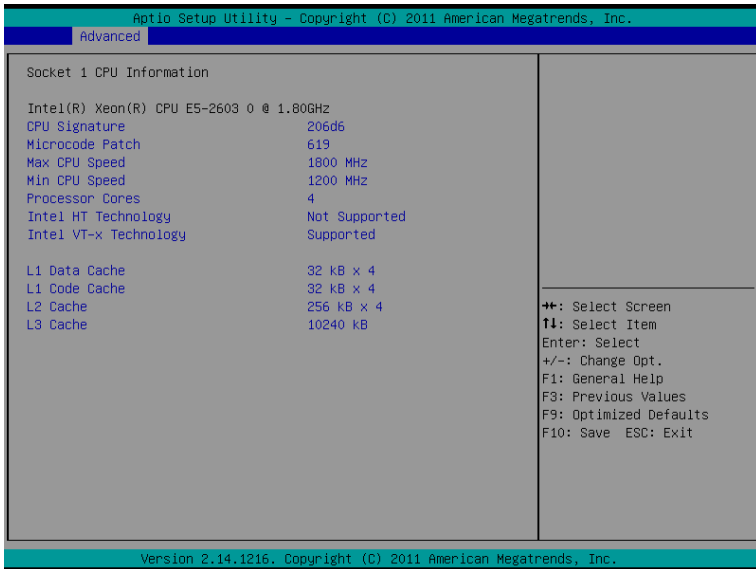 Aptio Setup Utility – Copyright (C) 2011 American Megatrends, Inc.
Advanced
Socket 1 CPU Information
Intel(R) Xeon(R) CPU E5-2603 0 @ 1.80GHz
CPU Signature 206d6
Microcode Patch 619
Max CPU Speed 1800 MHz
Min CPU Speed 1200 MHz
Processor Cores 4
Intel HT Technology Not Supported
Intel VT-x Technology Supported
L1 Data Cache 32 kB x 4
L1 Code Cache 32 kB x 4
L2 Cache 256 kB x 4
L3 Cache 10240 kB
→←: Select Screen
↑↓: Select Item
Enter: Select
+/-: Change Opt.
F1: General Help
F3: Previous Values
F9: Optimized Defaults
F10: Save ESC: Exit
Version 2.14.1216. Copyright (C) 2011 American Megatrends, Inc.